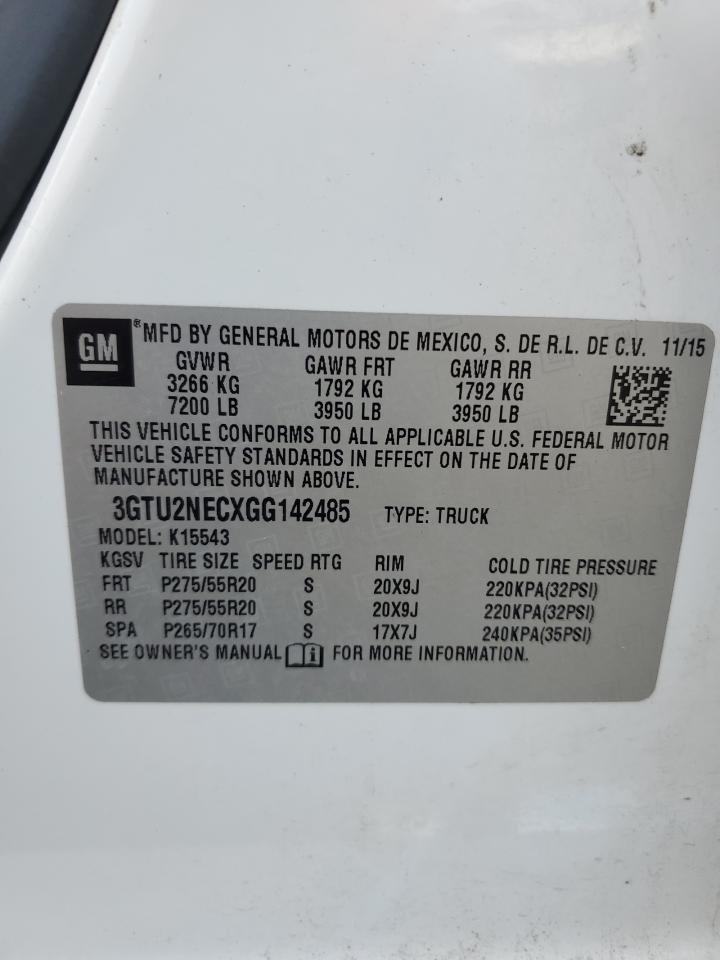 GM ® MFD BY GENERAL MOTORS DE MEXICO, S. DE R.L. DE C.V. 11/15
GVWR GAWR FRT GAWR RR
3266 KG 1792 KG 1792 KG
7200 LB 3950 LB 3950 LB
THIS VEHICLE CONFORMS TO ALL APPLICABLE U.S. FEDERAL MOTOR
VEHICLE SAFETY STANDARDS IN EFFECT ON THE DATE OF
MANUFACTURE SHOWN ABOVE.
3GTU2NECXGG142485 TYPE: TRUCK
MODEL: K15543
KGSV TIRE SIZE SPEED RTG RIM COLD TIRE PRESSURE
FRT P275/55R20 S 20X9J 220KPA(32PSI)
RR P275/55R20 S 20X9J 220KPA(32PSI)
SPA P265/70R17 S 17X7J 240KPA(35PSI)
SEE OWNER'S MANUAL i FOR MORE INFORMATION.